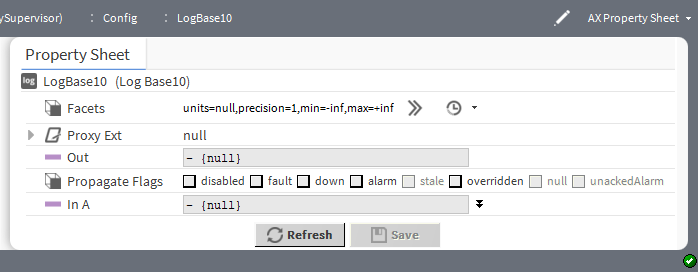 ySupervisor) : Config : LogBase10 AX Property Sheet
Property Sheet
log LogBase10 (Log Base10)
Facets units=null,precision=1,min=-inf,max=+inf
Proxy Ext null
Out - {null}
Propagate Flags disabled fault down alarm stale overridden null unackedAlarm
In A - {null}
Refresh Save